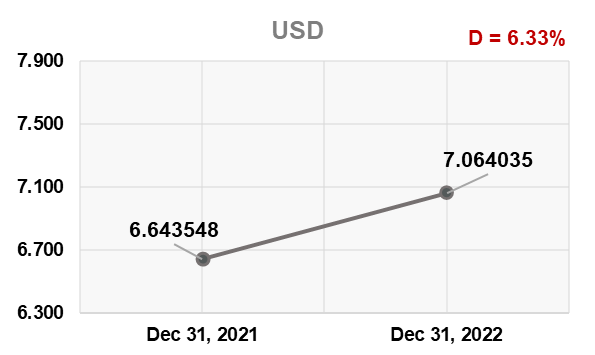 USD
D = 6.33%
7.900
7.500
7.100
6.700
6.300
7.064035
6.643548
Dec 31, 2021
Dec 31, 2022